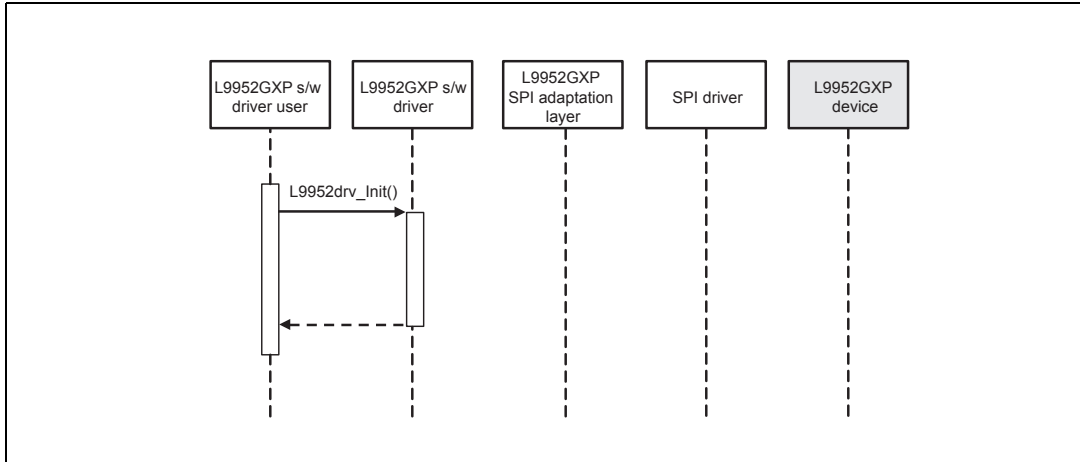 L9952GXP s/w
driver user
L9952GXP s/w
driver
L9952GXP
SPI adaptation
layer
SPI driver
L9952GXP
device
L9952drv_Init()